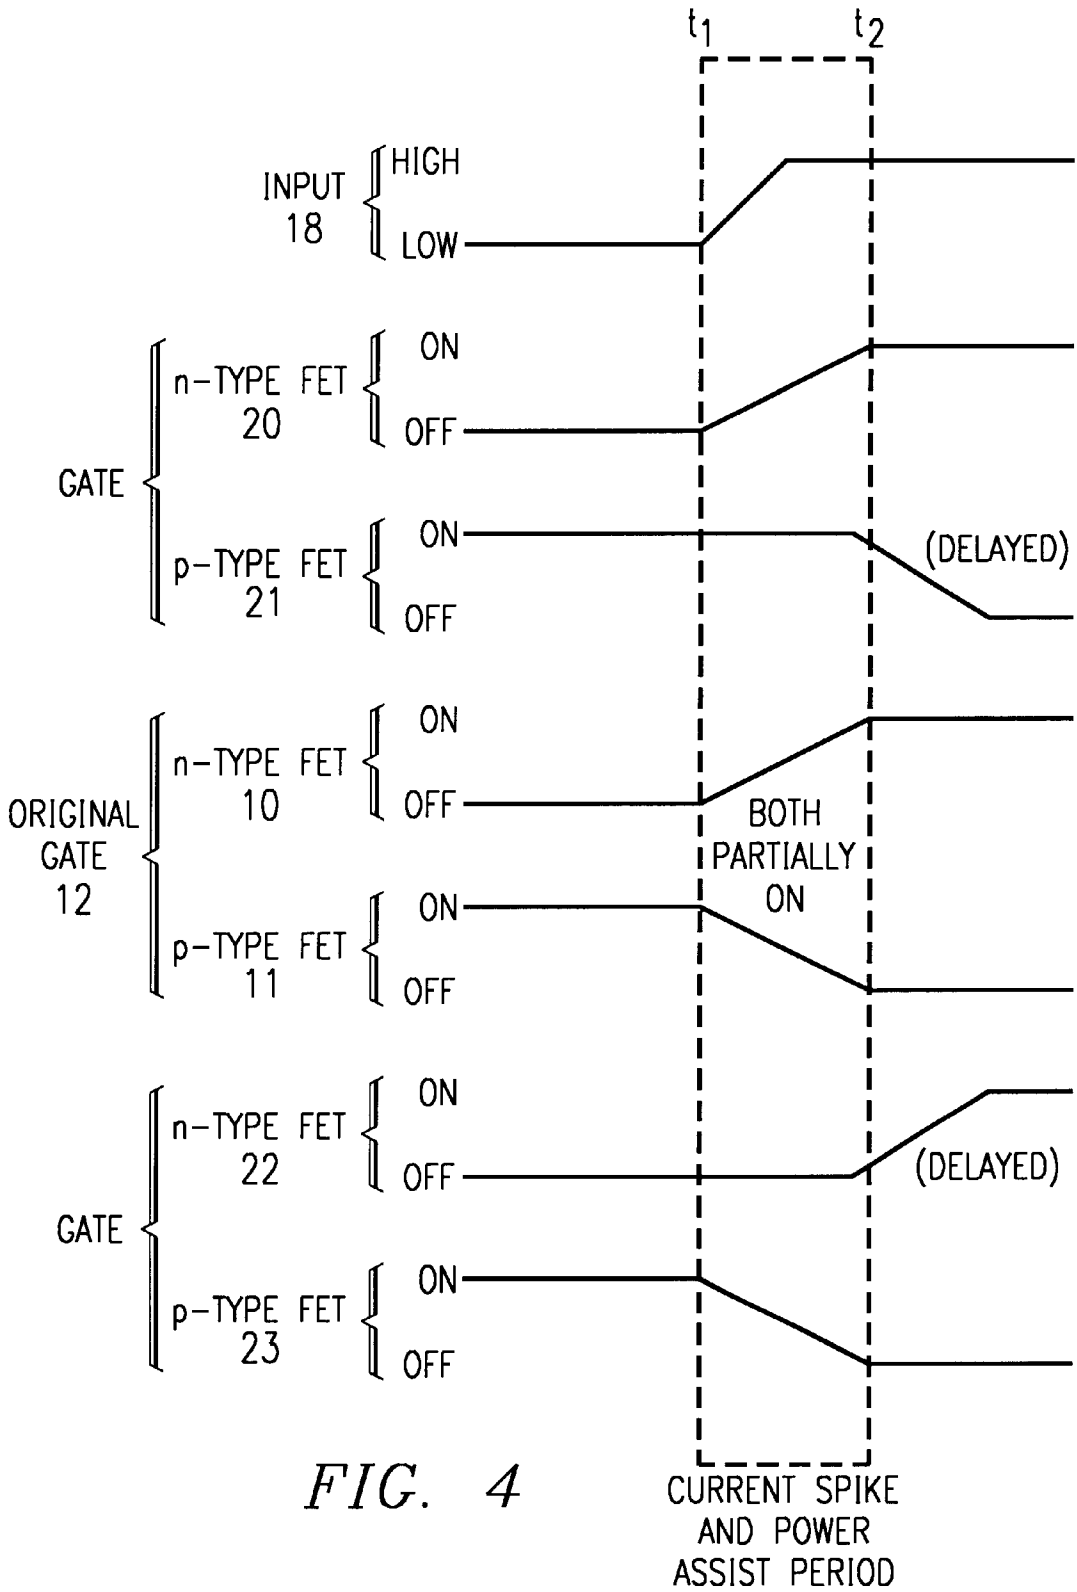 t1 t2
INPUT
18
HIGH
LOW
GATE
n-TYPE FET
20
ON
OFF
p-TYPE FET
21
ON
OFF
(DELAYED)
ORIGINAL
GATE
12
n-TYPE FET
10
ON
OFF
p-TYPE FET
11
ON
OFF
BOTH
PARTIALLY
ON
GATE
n-TYPE FET
22
ON
OFF
(DELAYED)
p-TYPE FET
23
ON
OFF
FIG. 4
CURRENT SPIKE
AND POWER
ASSIST PERIOD